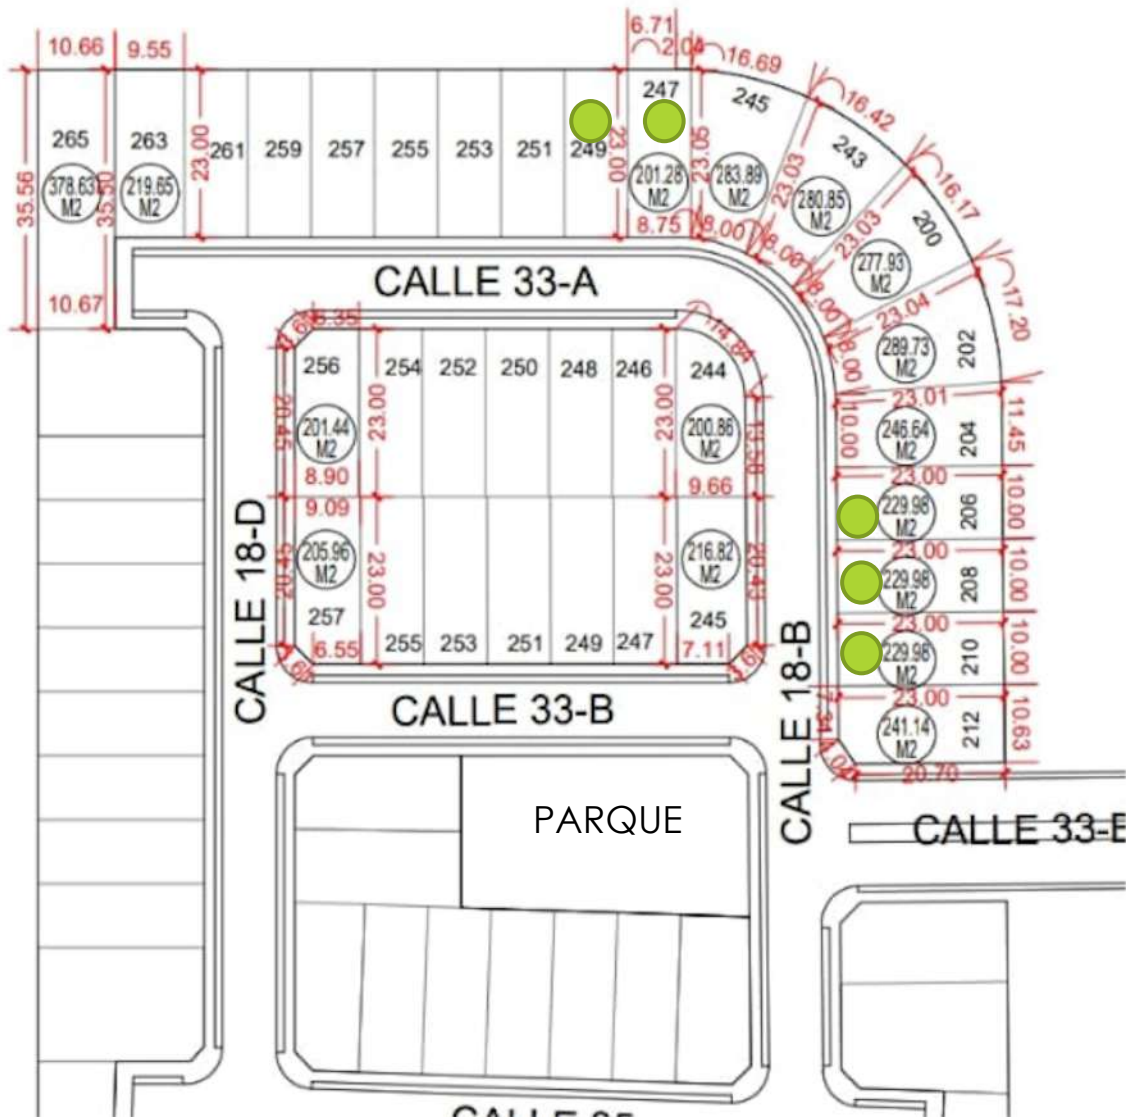 6.71
10.66 9.55 2.04 16.69
16.42
16.17
17.20
265 263 261 259 257 255 253 251 249 247 245 243 200 202
378.63 M2
219.65 M2
201.28 M2
283.89 M2
280.85 M2
277.93 M2
289.73 M2
35.56 35.50 23.00 23.00 23.05 23.03 23.03 23.04
10.67 8.75 8.00 8.00 8.00 8.00
CALLE 33-A
6.35 14.84
256 254 252 250 248 246 244
201.44 M2
200.86 M2
20.45 23.00 23.00 13.58
8.90 9.66
9.09
205.96 M2
216.82 M2
20.45 23.00 23.00 20.43
257 255 253 251 249 247 245
6.55 7.11
CALLE 18-D
CALLE 33-B
CALLE 18-B
23.01
10.00 246.64 M2 204 11.45
23.00
229.98 M2 206 10.00
23.00
229.98 M2 208 10.00
23.00
229.98 M2 210 10.00
23.00
7.34 241.14 M2 212 10.63
4.04 20.70
PARQUE
CALLE 33-